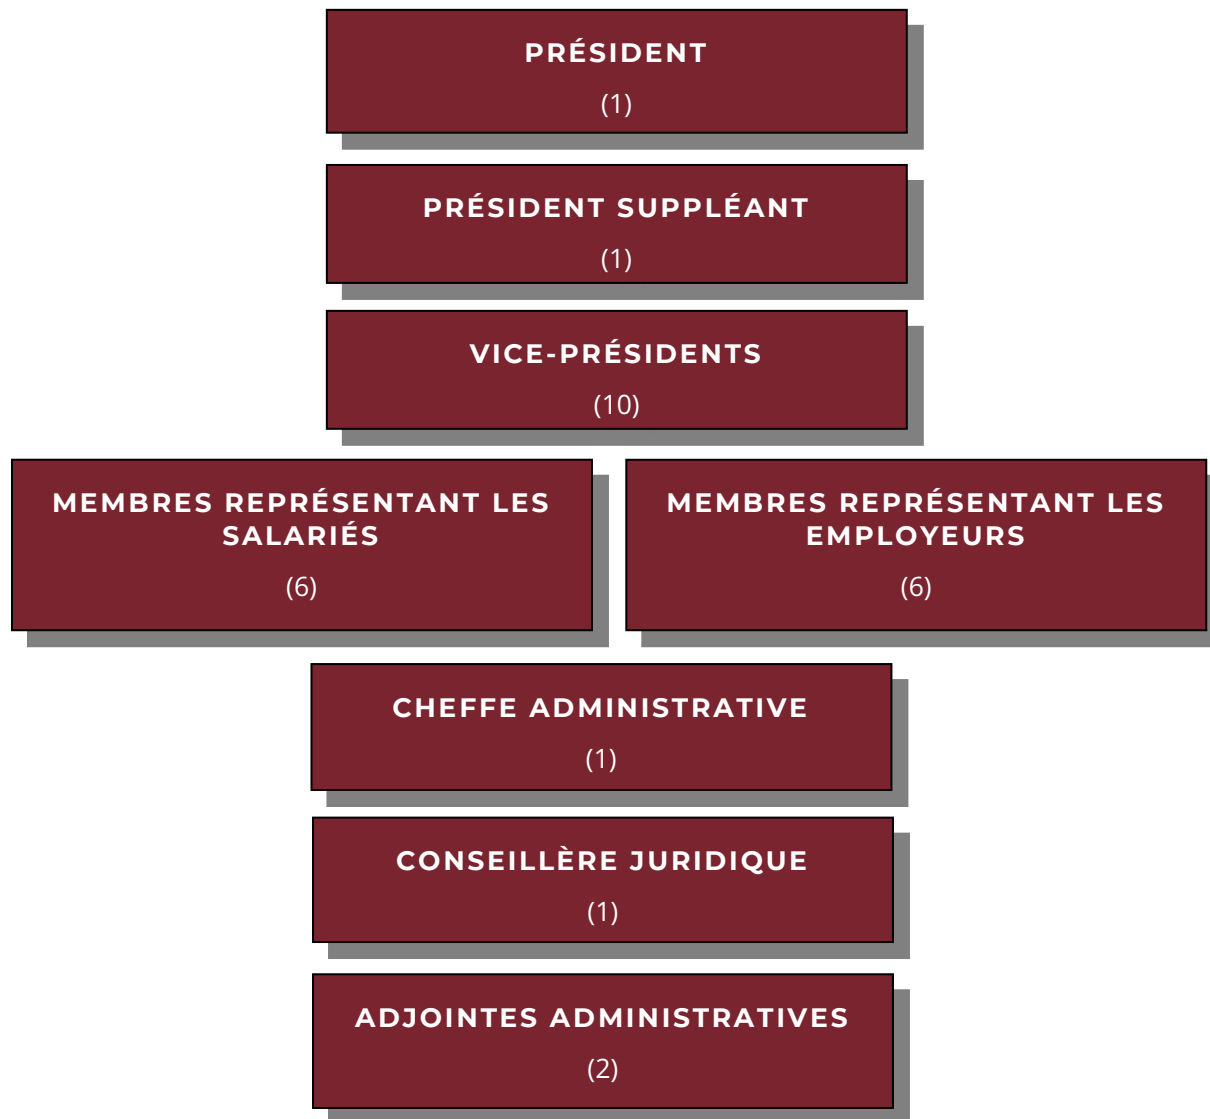 PRÉSIDENT
(1)
PRÉSIDENT SUPPLÉANT
(1)
VICE-PRÉSIDENTS
(10)
MEMBRES REPRÉSENTANT LES
SALARIÉS
(6)
MEMBRES REPRÉSENTANT LES
EMPLOYEURS
(6)
CHEFFE ADMINISTRATIVE
(1)
CONSEILLÈRE JURIDIQUE
(1)
ADJOINTES ADMINISTRATIVES
(2)